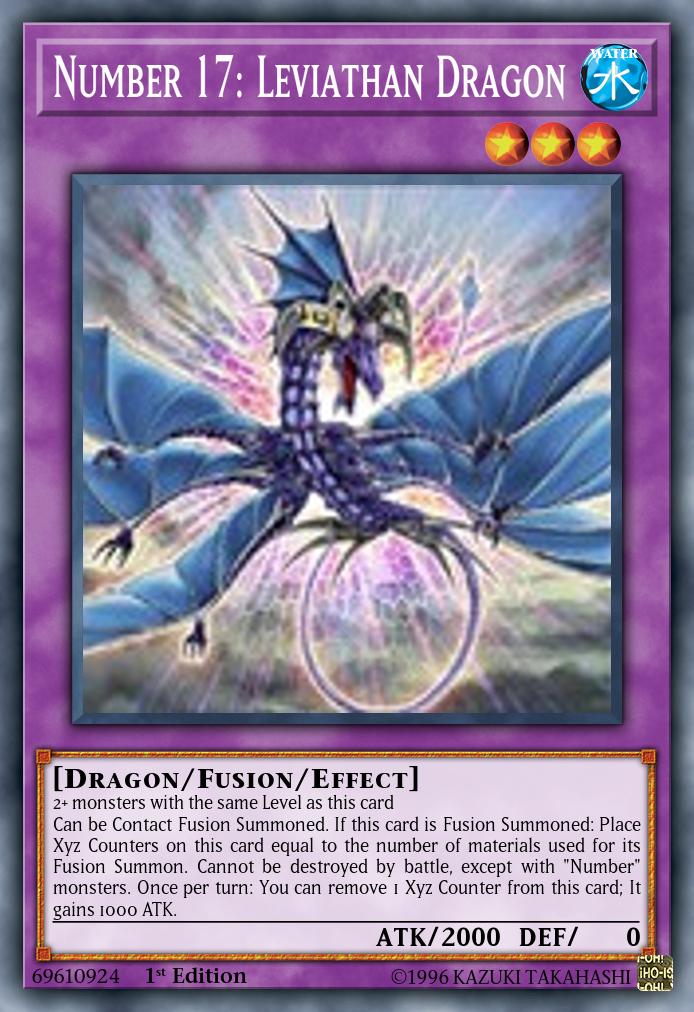 Number 17: Leviathan Dragon
WATER
水
[Dragon/Fusion/Effect]
2+ monsters with the same Level as this card
Can be Contact Fusion Summoned. If this card is Fusion Summoned: Place
Xyz Counters on this card equal to the number of materials used for its
Fusion Summon. Cannot be destroyed by battle, except with "Number"
monsters. Once per turn: You can remove 1 Xyz Counter from this card; It
gains 1000 ATK.
ATK/2000 DEF/ 0
69610924 1st Edition ©1996 KAZUKI TAKAHASHI